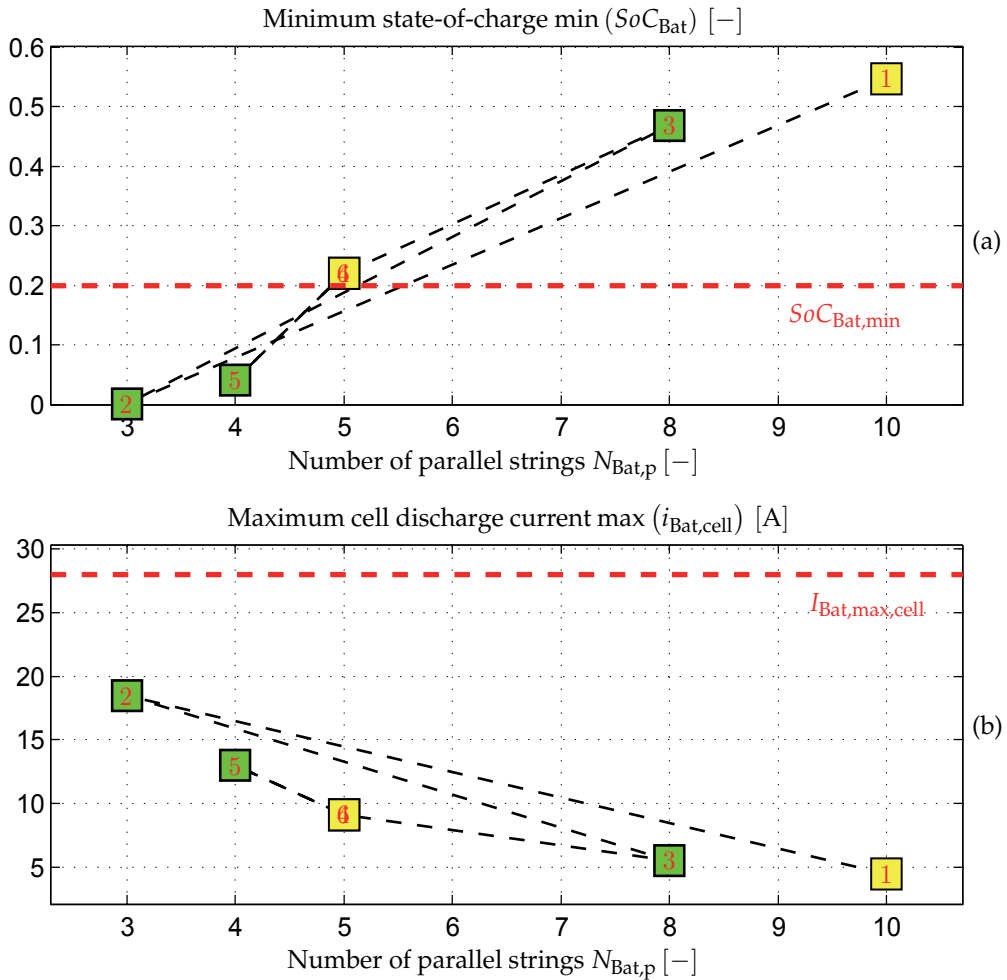 Minimum state-of-charge min (SoC_Bat) [−]
0.6
0.5
0.4
0.3
0.2
0.1
0
1
3
5
2
SoC_Bat,min
(a)
3 4 5 6 7 8 9 10
Number of parallel strings N_Bat,p [−]
Maximum cell discharge current max (i_Bat,cell) [A]
30
25
20
15
10
5
I_Bat,max,cell
2
5
3
1
(b)
3 4 5 6 7 8 9 10
Number of parallel strings N_Bat,p [−]